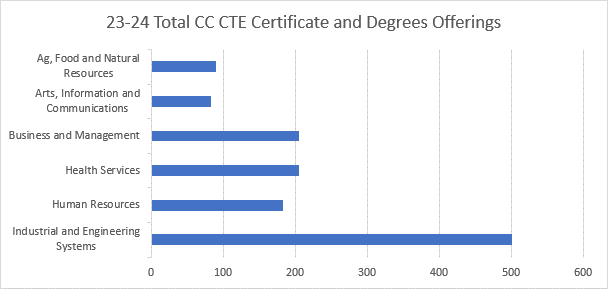 23-24 Total CC CTE Certificate and Degrees Offerings
Ag, Food and Natural
Resources
Arts, Information and
Communications
Business and Management
Health Services
Human Resources
Industrial and Engineering
Systems
0 100 200 300 400 500 600